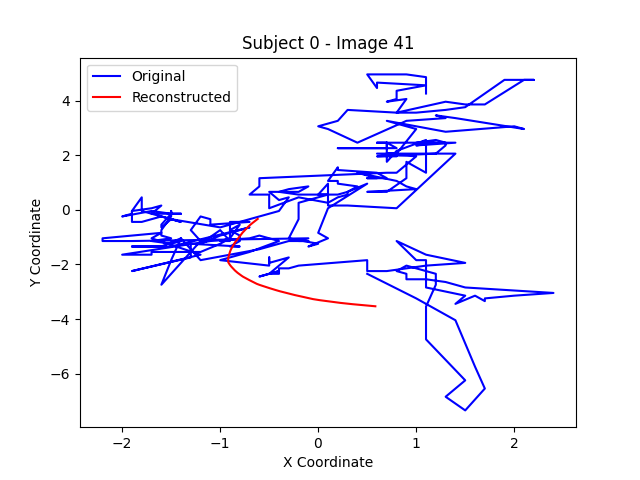 Subject 0 - Image 41
Original
Reconstructed
4
2
0
−2
−4
−6
Y Coordinate
−2
−1
0
1
2
X Coordinate